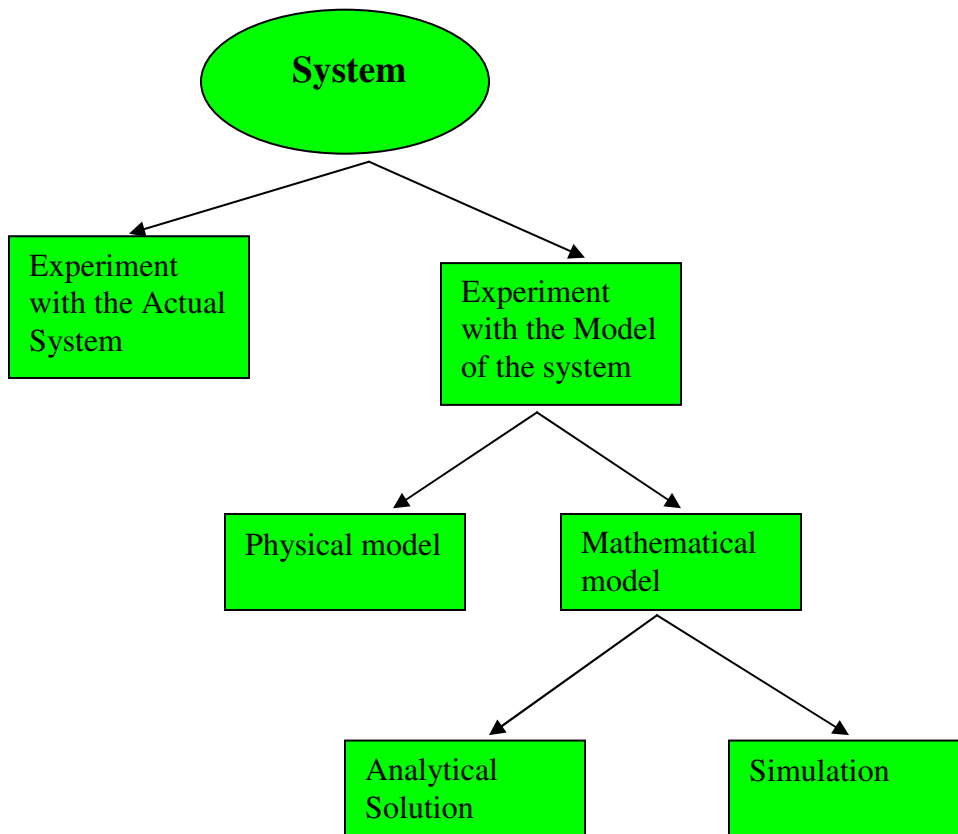 System
Experiment
with the Actual
System
Experiment
with the Model
of the system
Physical model
Mathematical
model
Analytical
Solution
Simulation